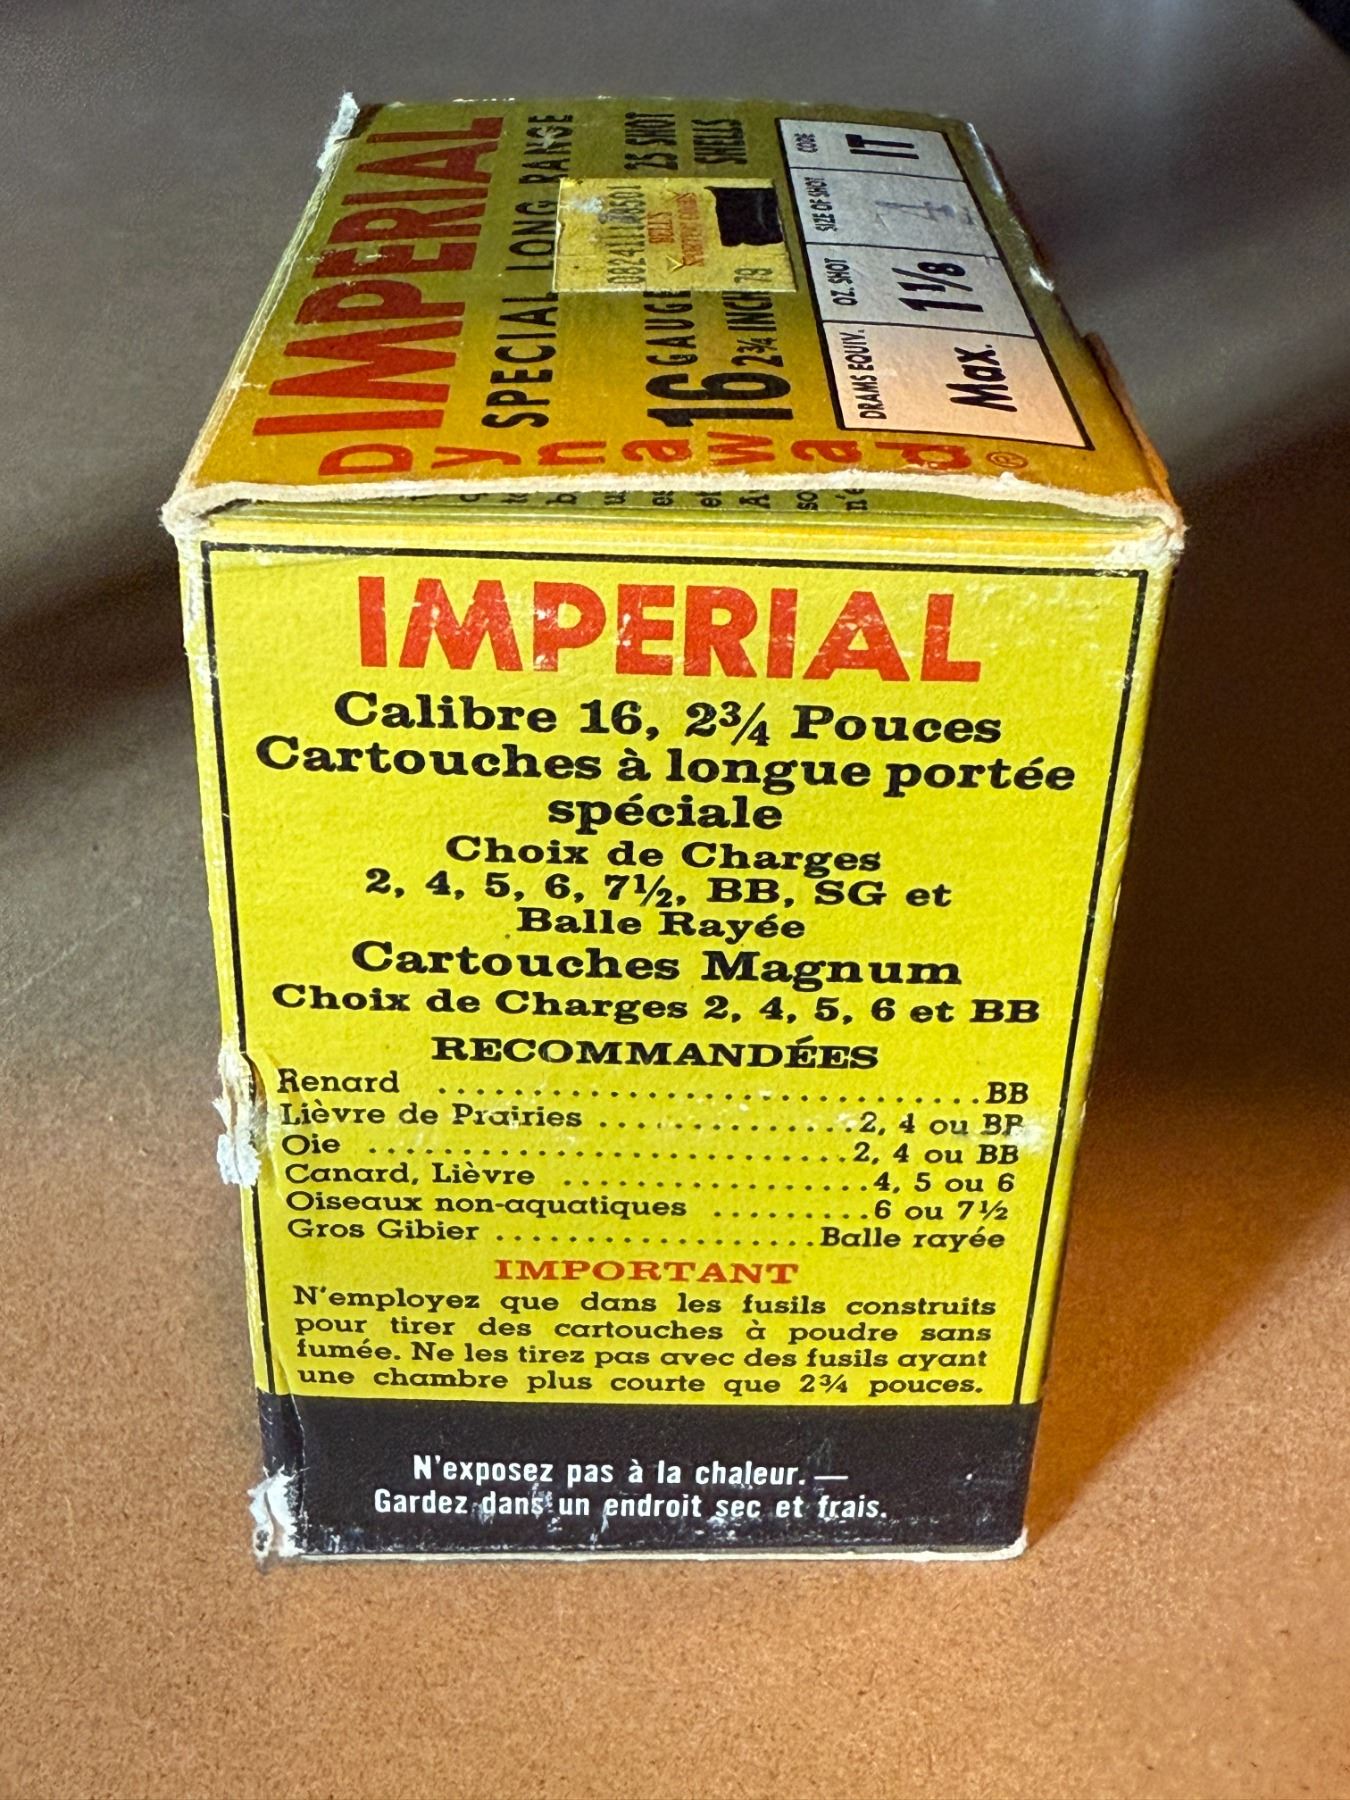 IMPERIAL
SPECIAL LONG RANGE
16 GAUGE 25 SHOT
2¾ INCH 73 SHELLS
BELL'S
Dynawad®
DRAMS EQUIV. OZ. SHOT SIZE OF SHOT CODE
Max. 1⅛ 4 IT
IMPERIAL
Calibre 16, 2¾ Pouces
Cartouches à longue portée
spéciale
Choix de Charges
2, 4, 5, 6, 7½, BB, SG et
Balle Rayée
Cartouches Magnum
Choix de Charges 2, 4, 5, 6 et BB
RECOMMANDÉES
Renard ................................ BB
Lièvre de Prairies .............. 2, 4 ou BB
Oie ........................... 2, 4 ou BB
Canard, Lièvre ................. 4, 5 ou 6
Oiseaux non-aquatiques ......... 6 ou 7½
Gros Gibier .................. Balle rayée
IMPORTANT
N'employez que dans les fusils construits
pour tirer des cartouches à poudre sans
fumée. Ne les tirez pas avec des fusils ayant
une chambre plus courte que 2¾ pouces.
N'exposez pas à la chaleur. —
Gardez dans un endroit sec et frais.